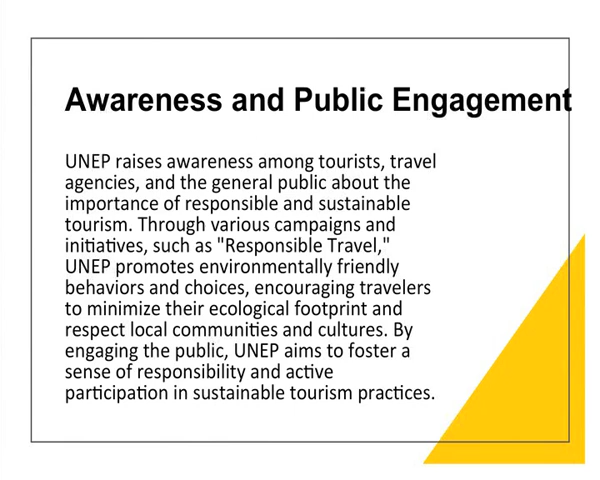 Awareness and Public Engagement
UNEP raises awareness among tourists, travel
agencies, and the general public about the
importance of responsible and sustainable
tourism. Through various campaigns and
initiatives, such as "Responsible Travel,"
UNEP promotes environmentally friendly
behaviors and choices, encouraging travelers
to minimize their ecological footprint and
respect local communities and cultures. By
engaging the public, UNEP aims to foster a
sense of responsibility and active
participation in sustainable tourism practices.